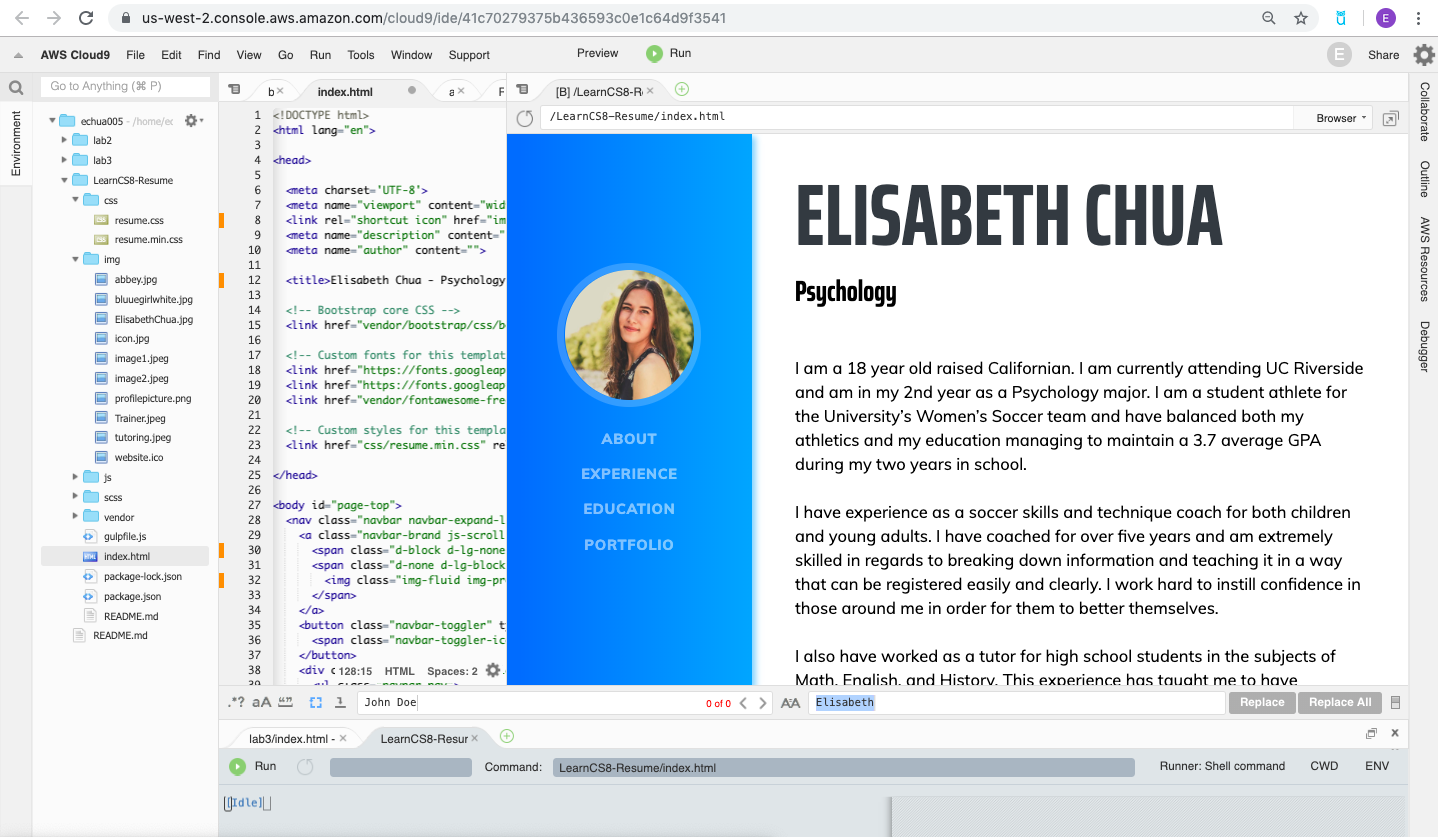 us-west-2.console.aws.amazon.com/cloud9/ide/41c70279375b436593c0e1c64d9f3541
E
AWS Cloud9 File Edit Find View Go Run Tools Window Support Preview Run E Share
Go to Anything (⌘ P)
Environment
echua005 - /home/ec
lab2
lab3
LearnCS8-Resume
css
resume.css
resume.min.css
img
abbey.jpg
bluuegirlwhite.jpg
ElisabethChua.jpg
icon.jpg
image1.jpeg
image2.jpeg
profilepicture.png
Trainer.jpeg
tutoring.jpeg
website.ico
js
scss
vendor
gulpfile.js
index.html
package-lock.json
package.json
README.md
README.md
b index.html a F
1 <!DOCTYPE html>
2 <html lang="en">
3
4 <head>
5
6 <meta charset='UTF-8'>
7 <meta name="viewport" content="wid
8 <link rel="shortcut icon" href="im
9 <meta name="description" content="
10 <meta name="author" content="">
11
12 <title>Elisabeth Chua - Psychology
13
14 <!-- Bootstrap core CSS -->
15 <link href="vendor/bootstrap/css/b
16
17 <!-- Custom fonts for this templat
18 <link href="https://fonts.googleap
19 <link href="https://fonts.googleap
20 <link href="vendor/fontawesome-fre
21
22 <!-- Custom styles for this templa
23 <link href="css/resume.min.css" re
24
25 </head>
26
27 <body id="page-top">
28 <nav class="navbar navbar-expand-l
29 <a class="navbar-brand js-scroll
30 <span class="d-block d-lg-none
31 <span class="d-none d-lg-block
32 <img class="img-fluid img-pr
33 </span>
34 </a>
35 <button class="navbar-toggler" t
36 <span class="navbar-toggler-ic
37 </button>
38 <div c 128:15 HTML Spaces: 2
[B] /LearnCS8-R
/LearnCS8-Resume/index.html Browser
ABOUT
EXPERIENCE
EDUCATION
PORTFOLIO
ELISABETH CHUA
Psychology
I am a 18 year old raised Californian. I am currently attending UC Riverside
and am in my 2nd year as a Psychology major. I am a student athlete for
the University’s Women’s Soccer team and have balanced both my
athletics and my education managing to maintain a 3.7 average GPA
during my two years in school.
I have experience as a soccer skills and technique coach for both children
and young adults. I have coached for over five years and am extremely
skilled in regards to breaking down information and teaching it in a way
that can be registered easily and clearly. I work hard to instill confidence in
those around me in order for them to better themselves.
I also have worked as a tutor for high school students in the subjects of
Math, English, and History. This experience has taught me to have
Collaborate
Outline
AWS Resources
Debugger
.*? aA “” John Doe 0 of 0 Elisabeth Replace Replace All
lab3/index.html - LearnCS8-Resur
Run Command: LearnCS8-Resume/index.html Runner: Shell command CWD ENV
[Idle]